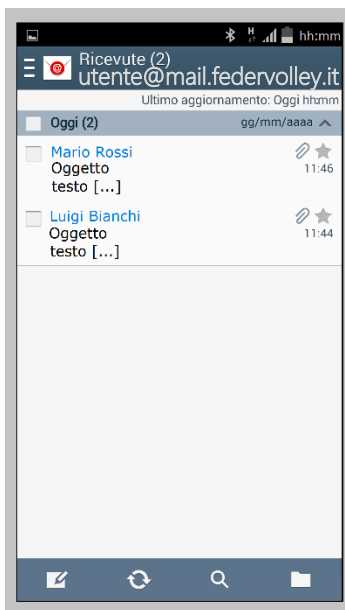 H hh:mm
Ricevute (2)
utente@mail.federvolley.it
Ultimo aggiornamento: Oggi hh:mm
Oggi (2) gg/mm/aaaa
Mario Rossi
Oggetto 11:46
testo [...]
Luigi Bianchi
Oggetto 11:44
testo [...]